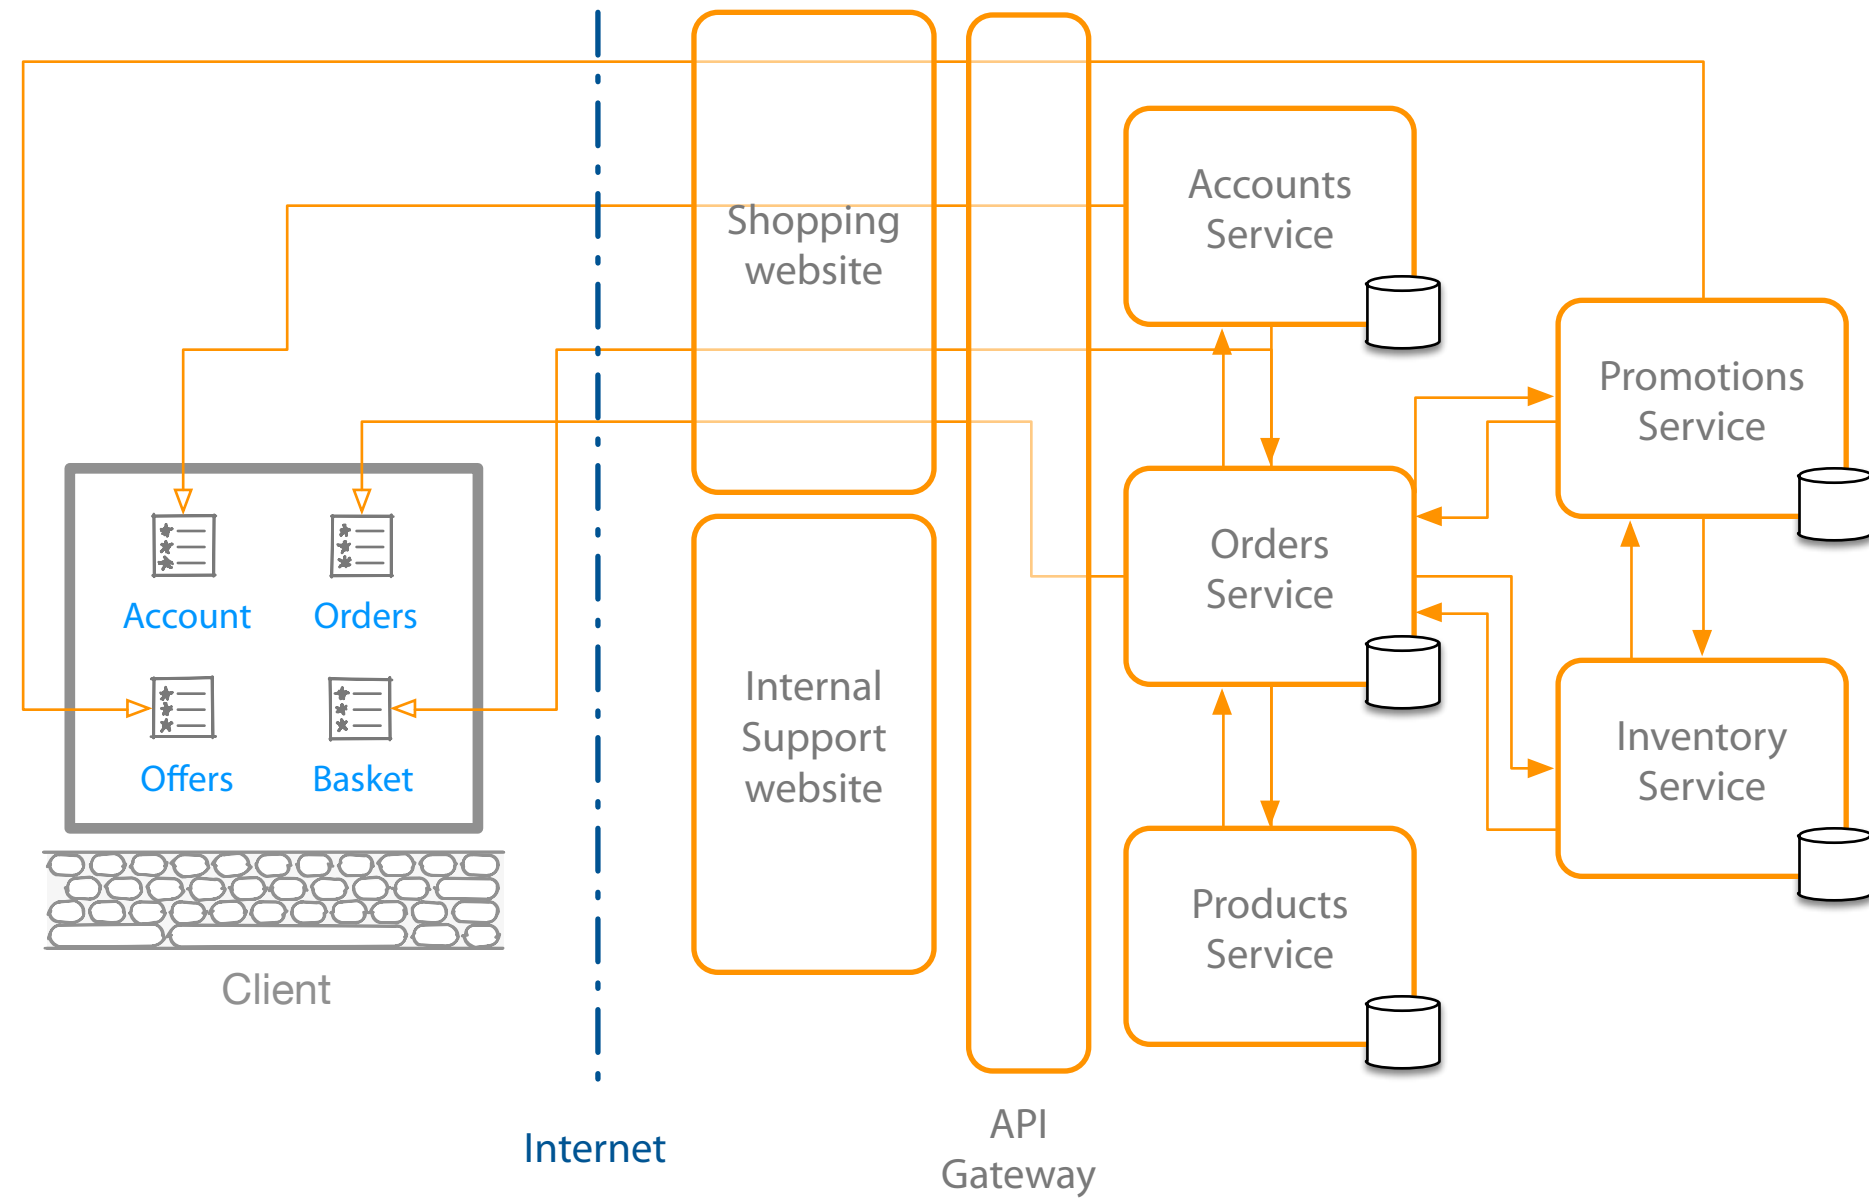 Shopping
website
Accounts
Service
Promotions
Service
Account
Orders
Offers
Basket
Client
Internet
Internal
Support
website
Orders
Service
Inventory
Service
Products
Service
API
Gateway